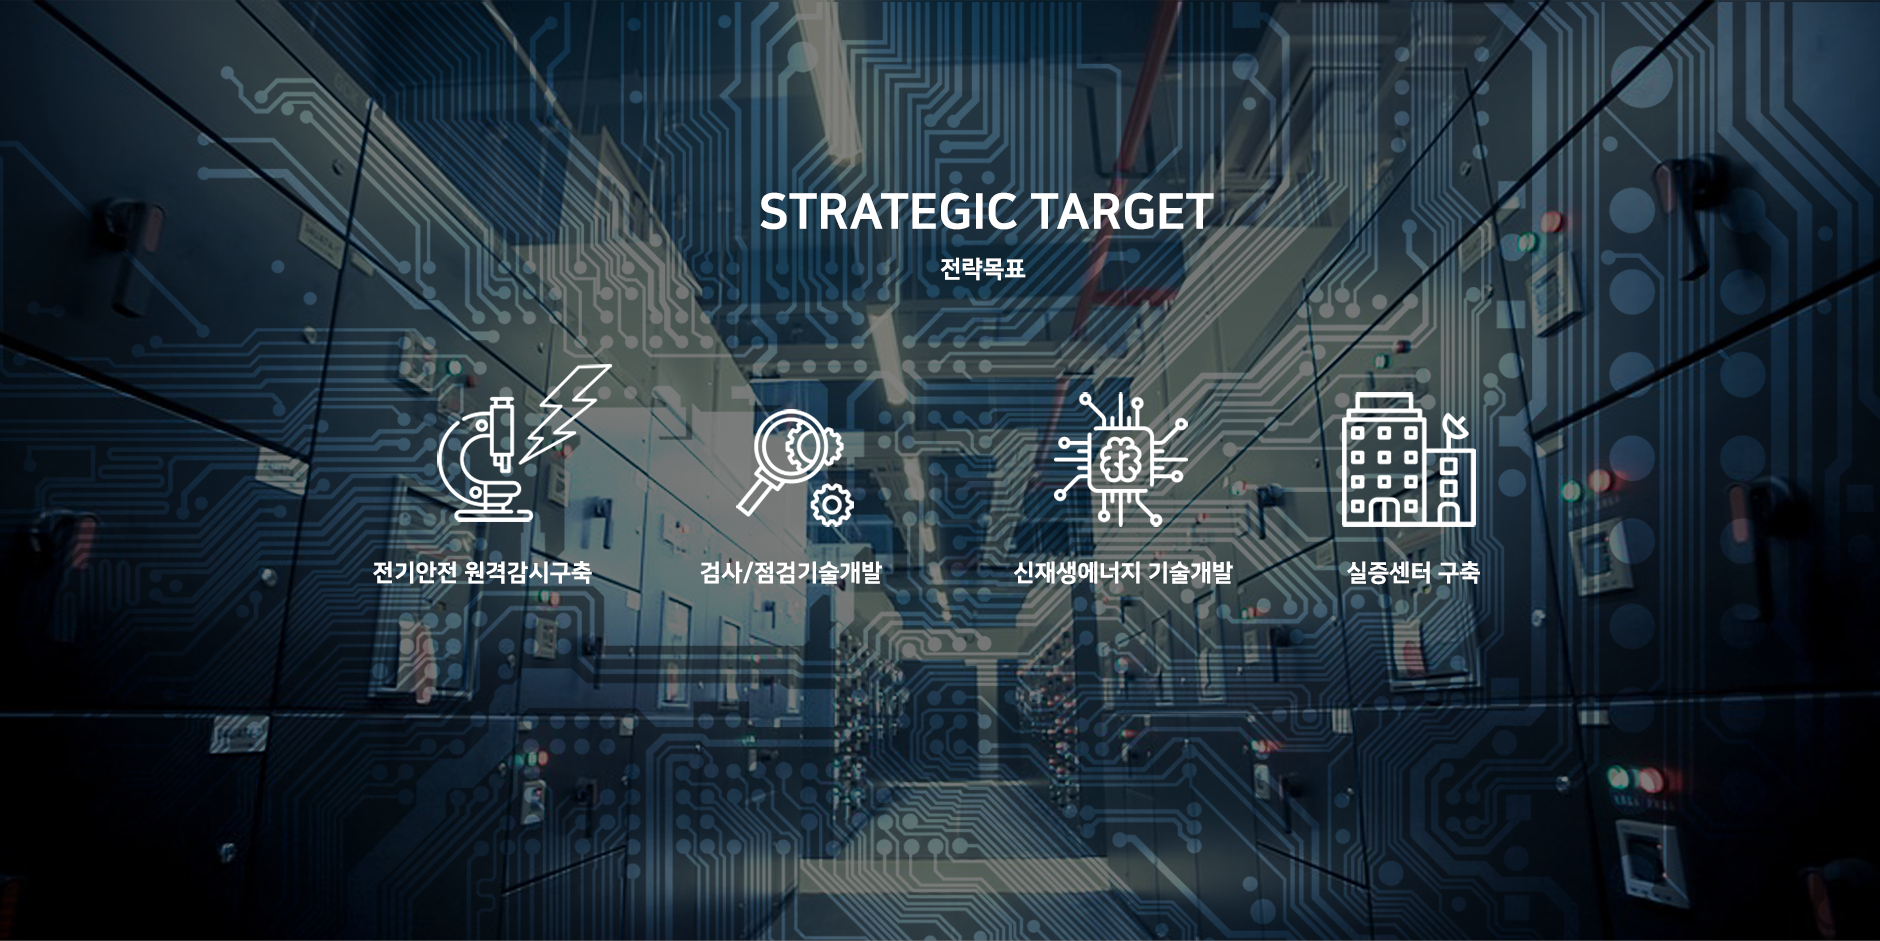 STRATEGIC TARGET
전략목표
전기안전 원격감시구축
검사/점검기술개발
신재생에너지 기술개발
실증센터 구축